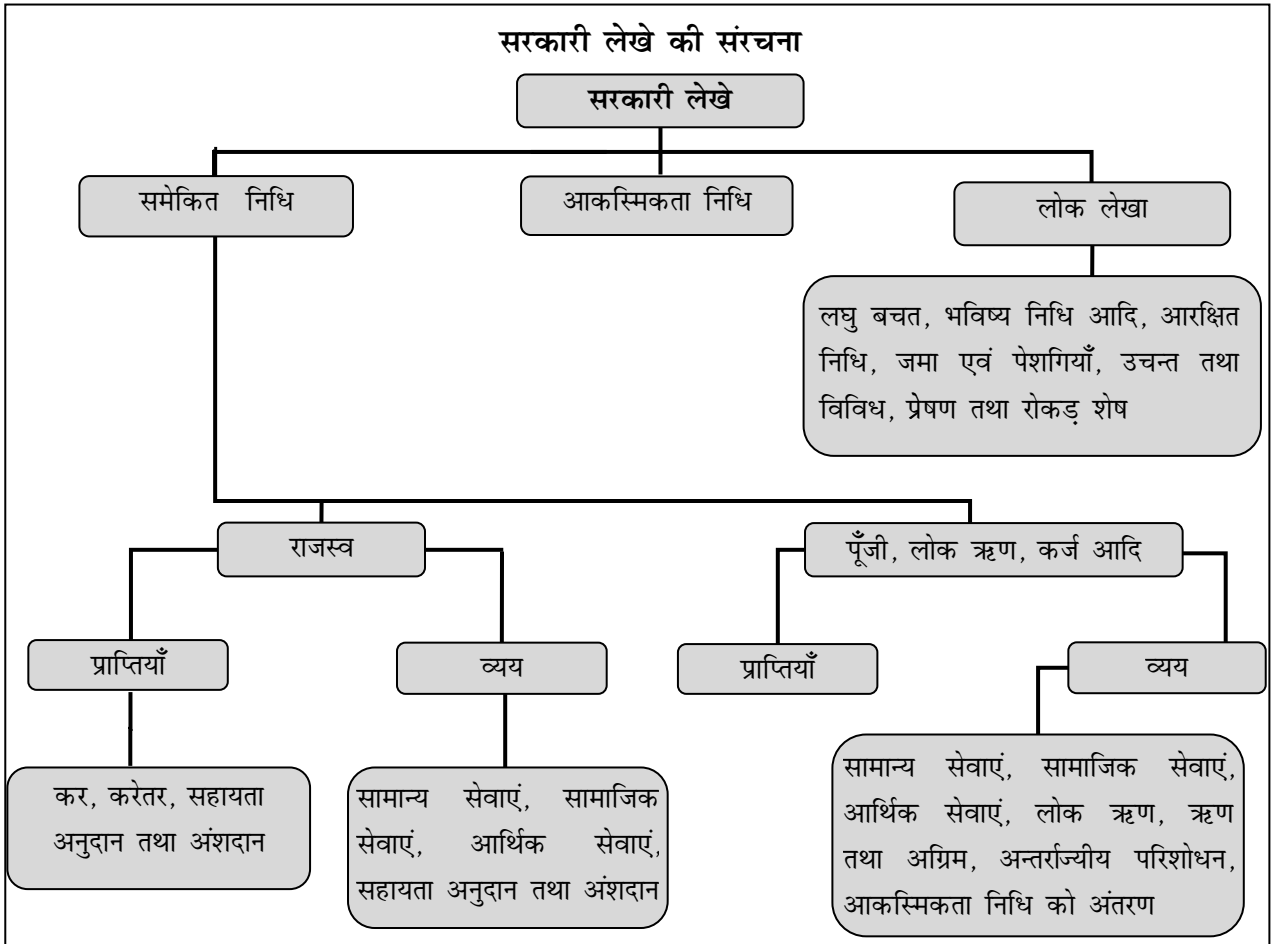 सरकारी लेखे की संरचना
सरकारी लेखे
समेकित निधि
आकस्मिकता निधि
लोक लेखा
लघु बचत, भविष्य निधि आदि, आरक्षित
निधि, जमा एवं पेशगियाँ, उचन्त तथा
विविध, प्रेषण तथा रोकड़ शेष
राजस्व
पूँजी, लोक ऋण, कर्ज आदि
प्राप्तियाँ
व्यय
प्राप्तियाँ
व्यय
कर, करेतर, सहायता
अनुदान तथा अंशदान
सामान्य सेवाएं, सामाजिक
सेवाएं, आर्थिक सेवाएं,
सहायता अनुदान तथा अंशदान
सामान्य सेवाएं, सामाजिक सेवाएं,
आर्थिक सेवाएं, लोक ऋण, ऋण
तथा अग्रिम, अन्तर्राज्यीय परिशोधन,
आकस्मिकता निधि को अंतरण